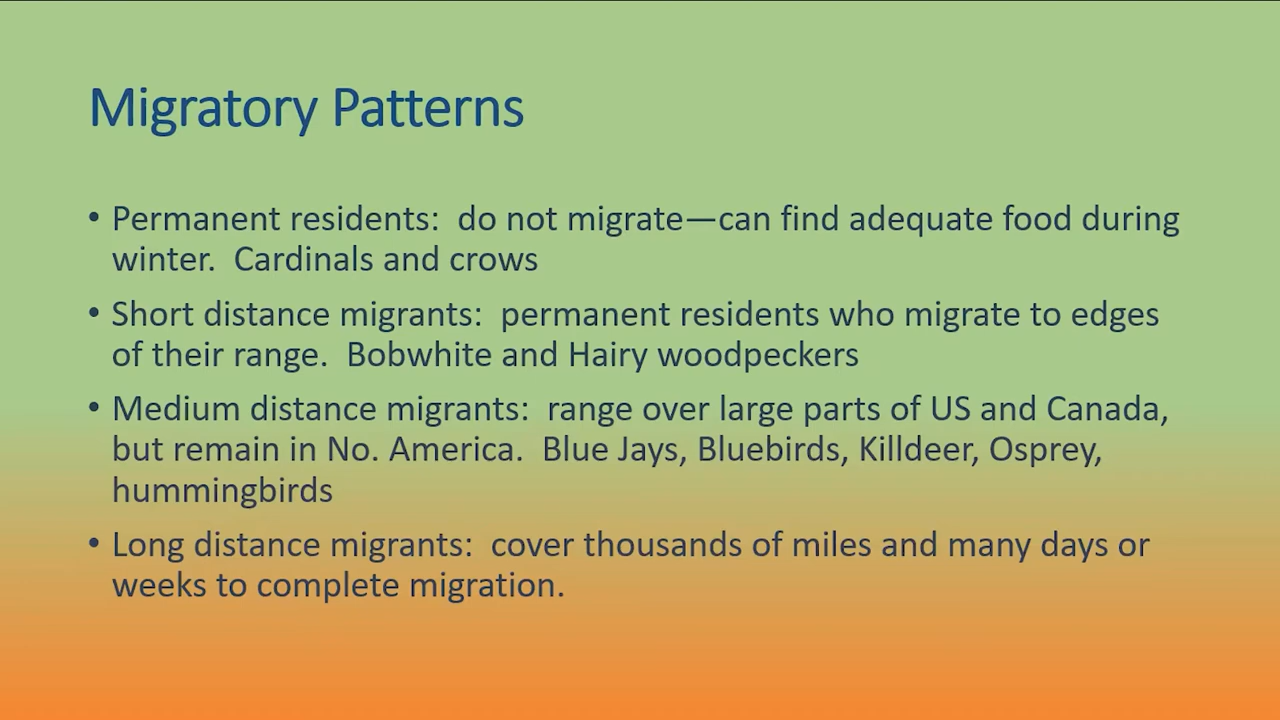 Migratory Patterns
• Permanent residents:  do not migrate—can find adequate food during
winter.  Cardinals and crows
• Short distance migrants:  permanent residents who migrate to edges
of their range.  Bobwhite and Hairy woodpeckers
• Medium distance migrants:  range over large parts of US and Canada,
but remain in No. America.  Blue Jays, Bluebirds, Killdeer, Osprey,
hummingbirds
• Long distance migrants:  cover thousands of miles and many days or
weeks to complete migration.